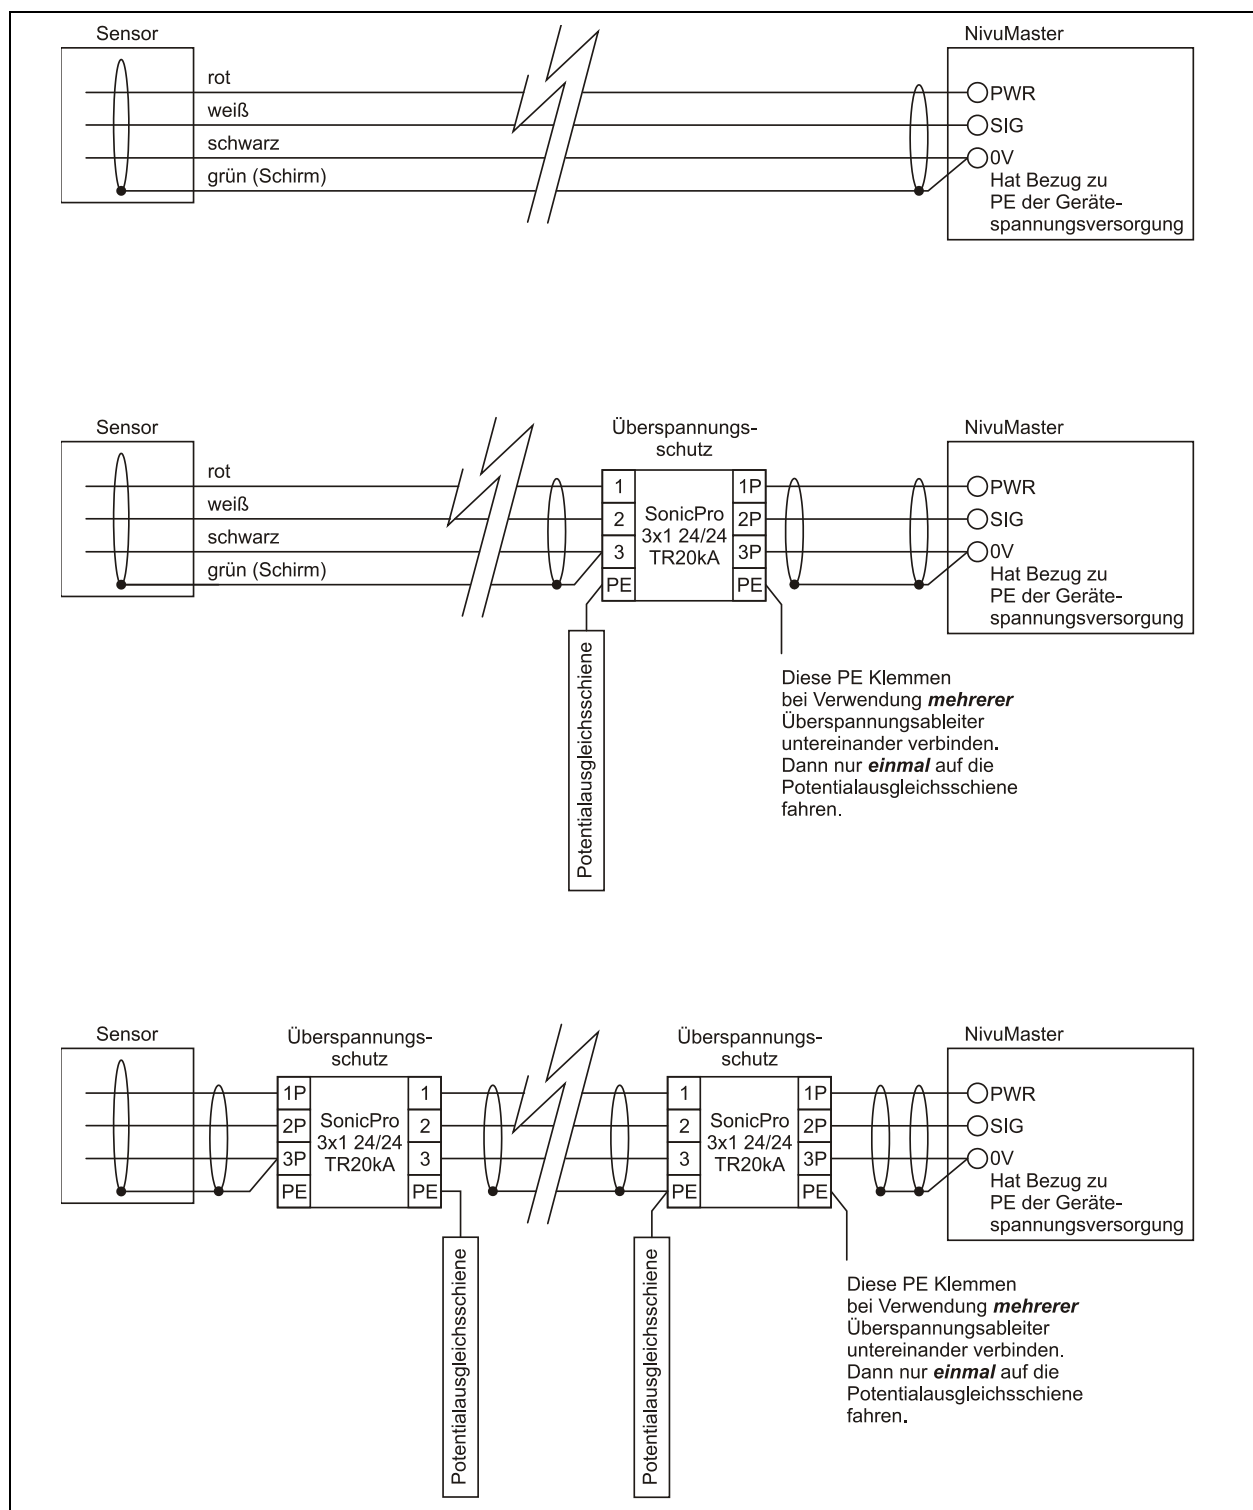 Sensor
NivuMaster
rot
weiß
schwarz
grün (Schirm)
PWR
SIG
0V
Hat Bezug zu
PE der Geräte-
spannungsversorgung
Sensor
Überspannungs-
schutz
NivuMaster
rot
weiß
schwarz
grün (Schirm)
1
2
3
PE
SonicPro
3x1 24/24
TR20kA
1P
2P
3P
PE
PWR
SIG
0V
Hat Bezug zu
PE der Geräte-
spannungsversorgung
Potentialausgleichsschiene
Diese PE Klemmen
bei Verwendung mehrerer
Überspannungsableiter
untereinander verbinden.
Dann nur einmal auf die
Potentialausgleichsschiene
fahren.
Sensor
Überspannungs-
schutz
Überspannungs-
schutz
NivuMaster
1P
2P
3P
PE
SonicPro
3x1 24/24
TR20kA
1
2
3
PE
1
2
3
PE
SonicPro
3x1 24/24
TR20kA
1P
2P
3P
PE
PWR
SIG
0V
Hat Bezug zu
PE der Geräte-
spannungsversorgung
Potentialausgleichsschiene
Potentialausgleichsschiene
Diese PE Klemmen
bei Verwendung mehrerer
Überspannungsableiter
untereinander verbinden.
Dann nur einmal auf die
Potentialausgleichsschiene
fahren.